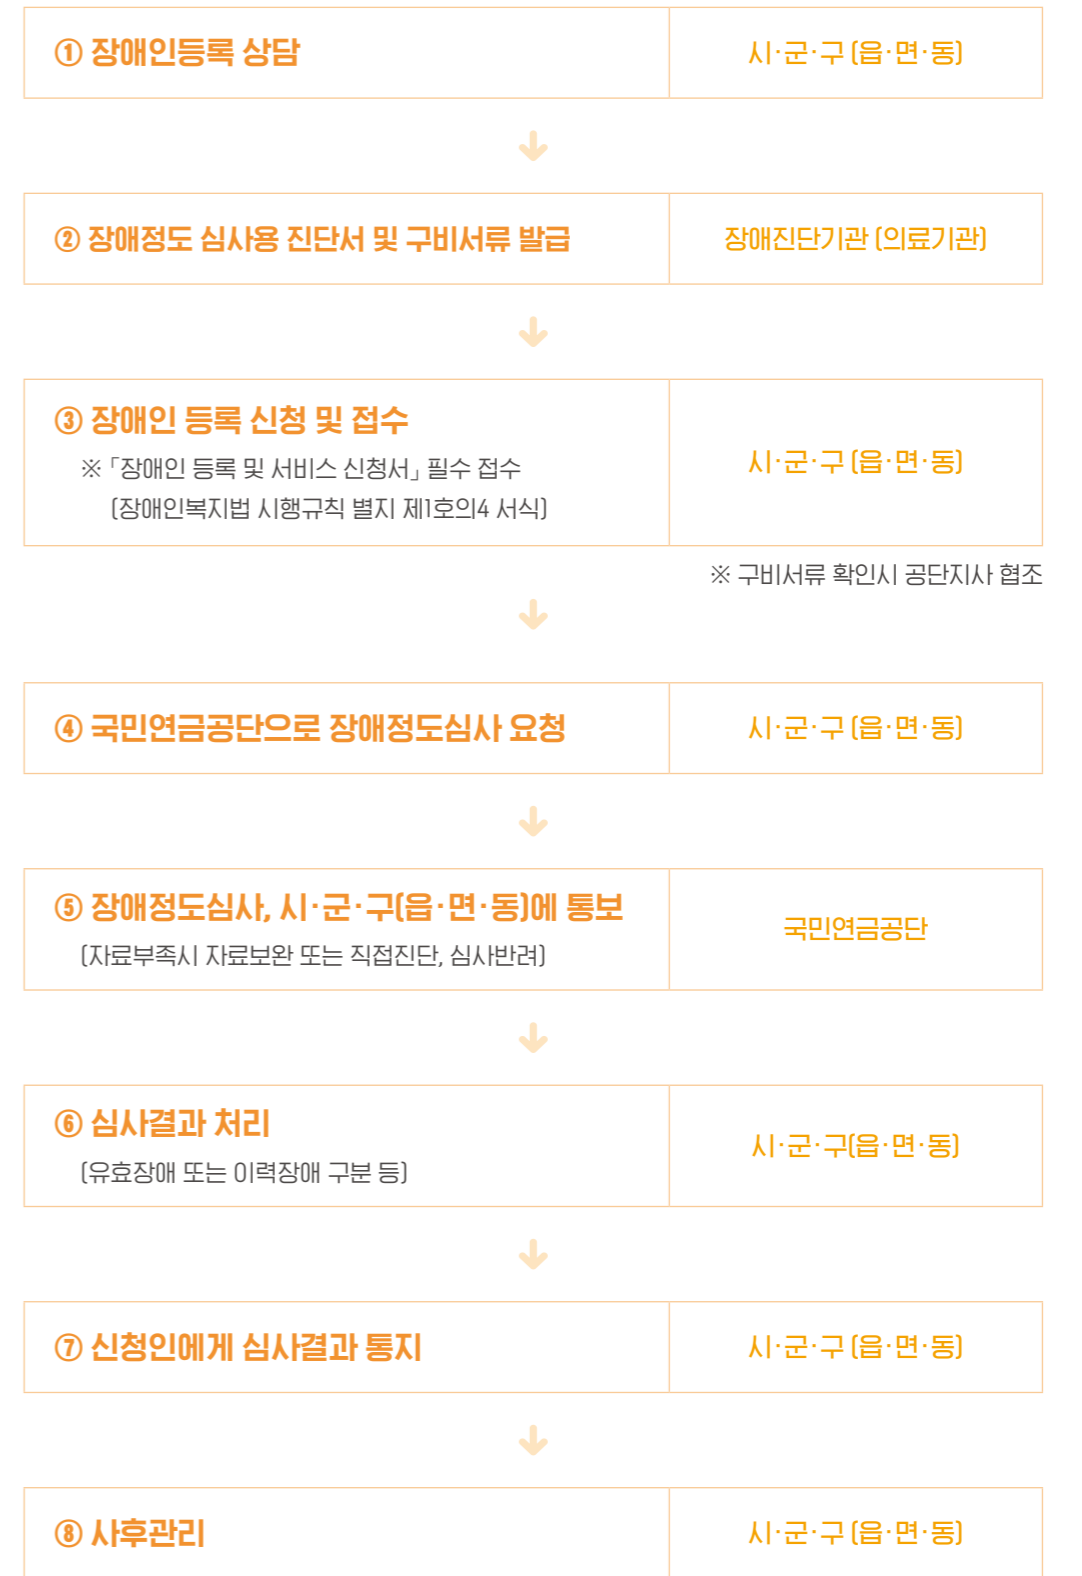 ① 장애인등록 상담
시·군·구 (읍·면·동)
② 장애정도 심사용 진단서 및 구비서류 발급
장애진단기관 (의료기관)
③ 장애인 등록 신청 및 접수
※ 「장애인 등록 및 서비스 신청서」 필수 접수
(장애인복지법 시행규칙 별지 제1호의4 서식)
시·군·구 (읍·면·동)
※ 구비서류 확인시 공단지사 협조
④ 국민연금공단으로 장애정도심사 요청
시·군·구 (읍·면·동)
⑤ 장애정도심사, 시·군·구(읍·면·동)에 통보
(자료부족시 자료보완 또는 직접진단, 심사반려)
국민연금공단
⑥ 심사결과 처리
(유효장애 또는 이력장애 구분 등)
시·군·구(읍·면·동)
⑦ 신청인에게 심사결과 통지
시·군·구 (읍·면·동)
⑧ 사후관리
시·군·구 (읍·면·동)